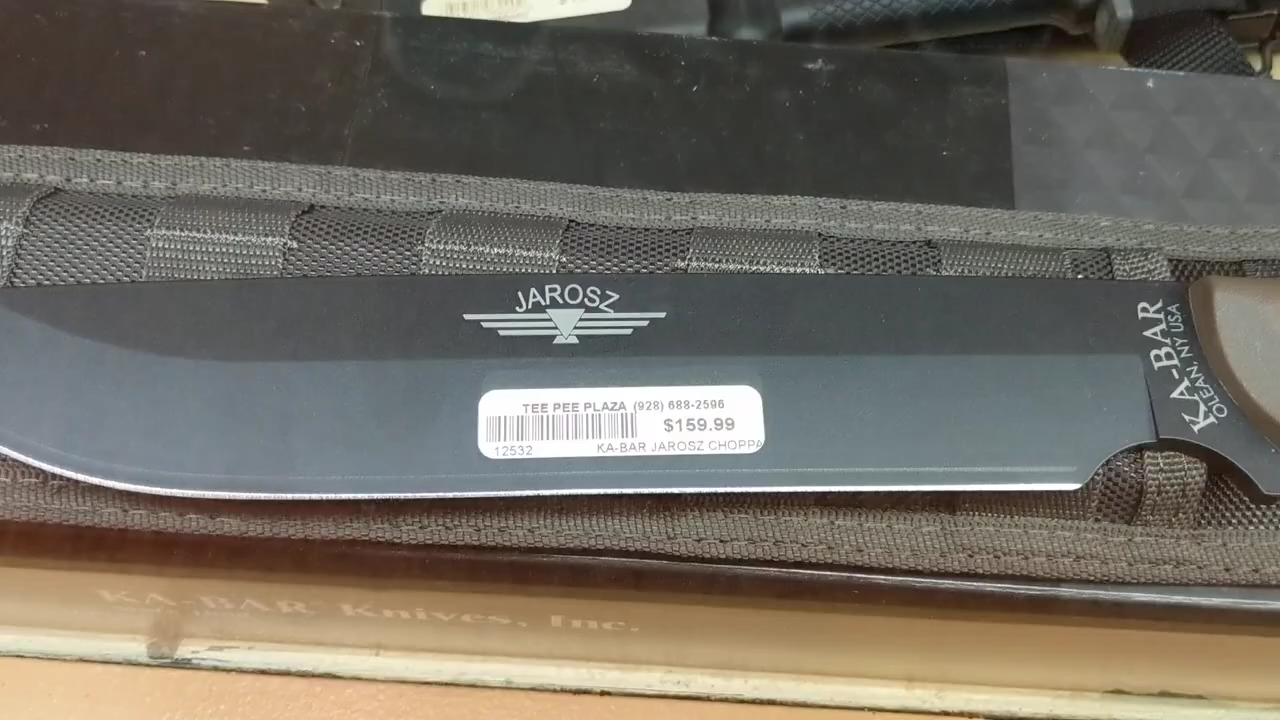 JAROSZ
KA-BAR
OLEAN, NY USA
TEE PEE PLAZA (928) 688-2596
$159.99
12532 KA-BAR JAROSZ CHOPPA
KA-BAR Knives, Inc.